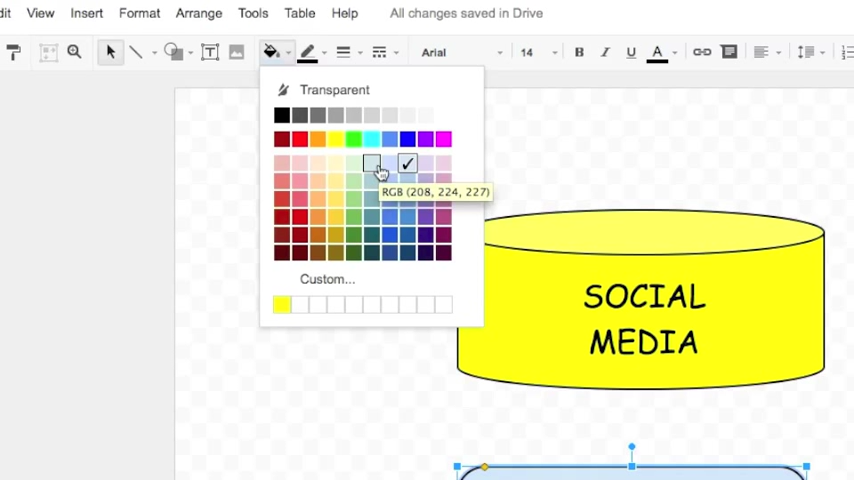 View Insert Format Arrange Tools Table Help All changes saved in Drive
Arial 14 B I U A
Transparent
RGB (208, 224, 227)
Custom...
SOCIAL
MEDIA